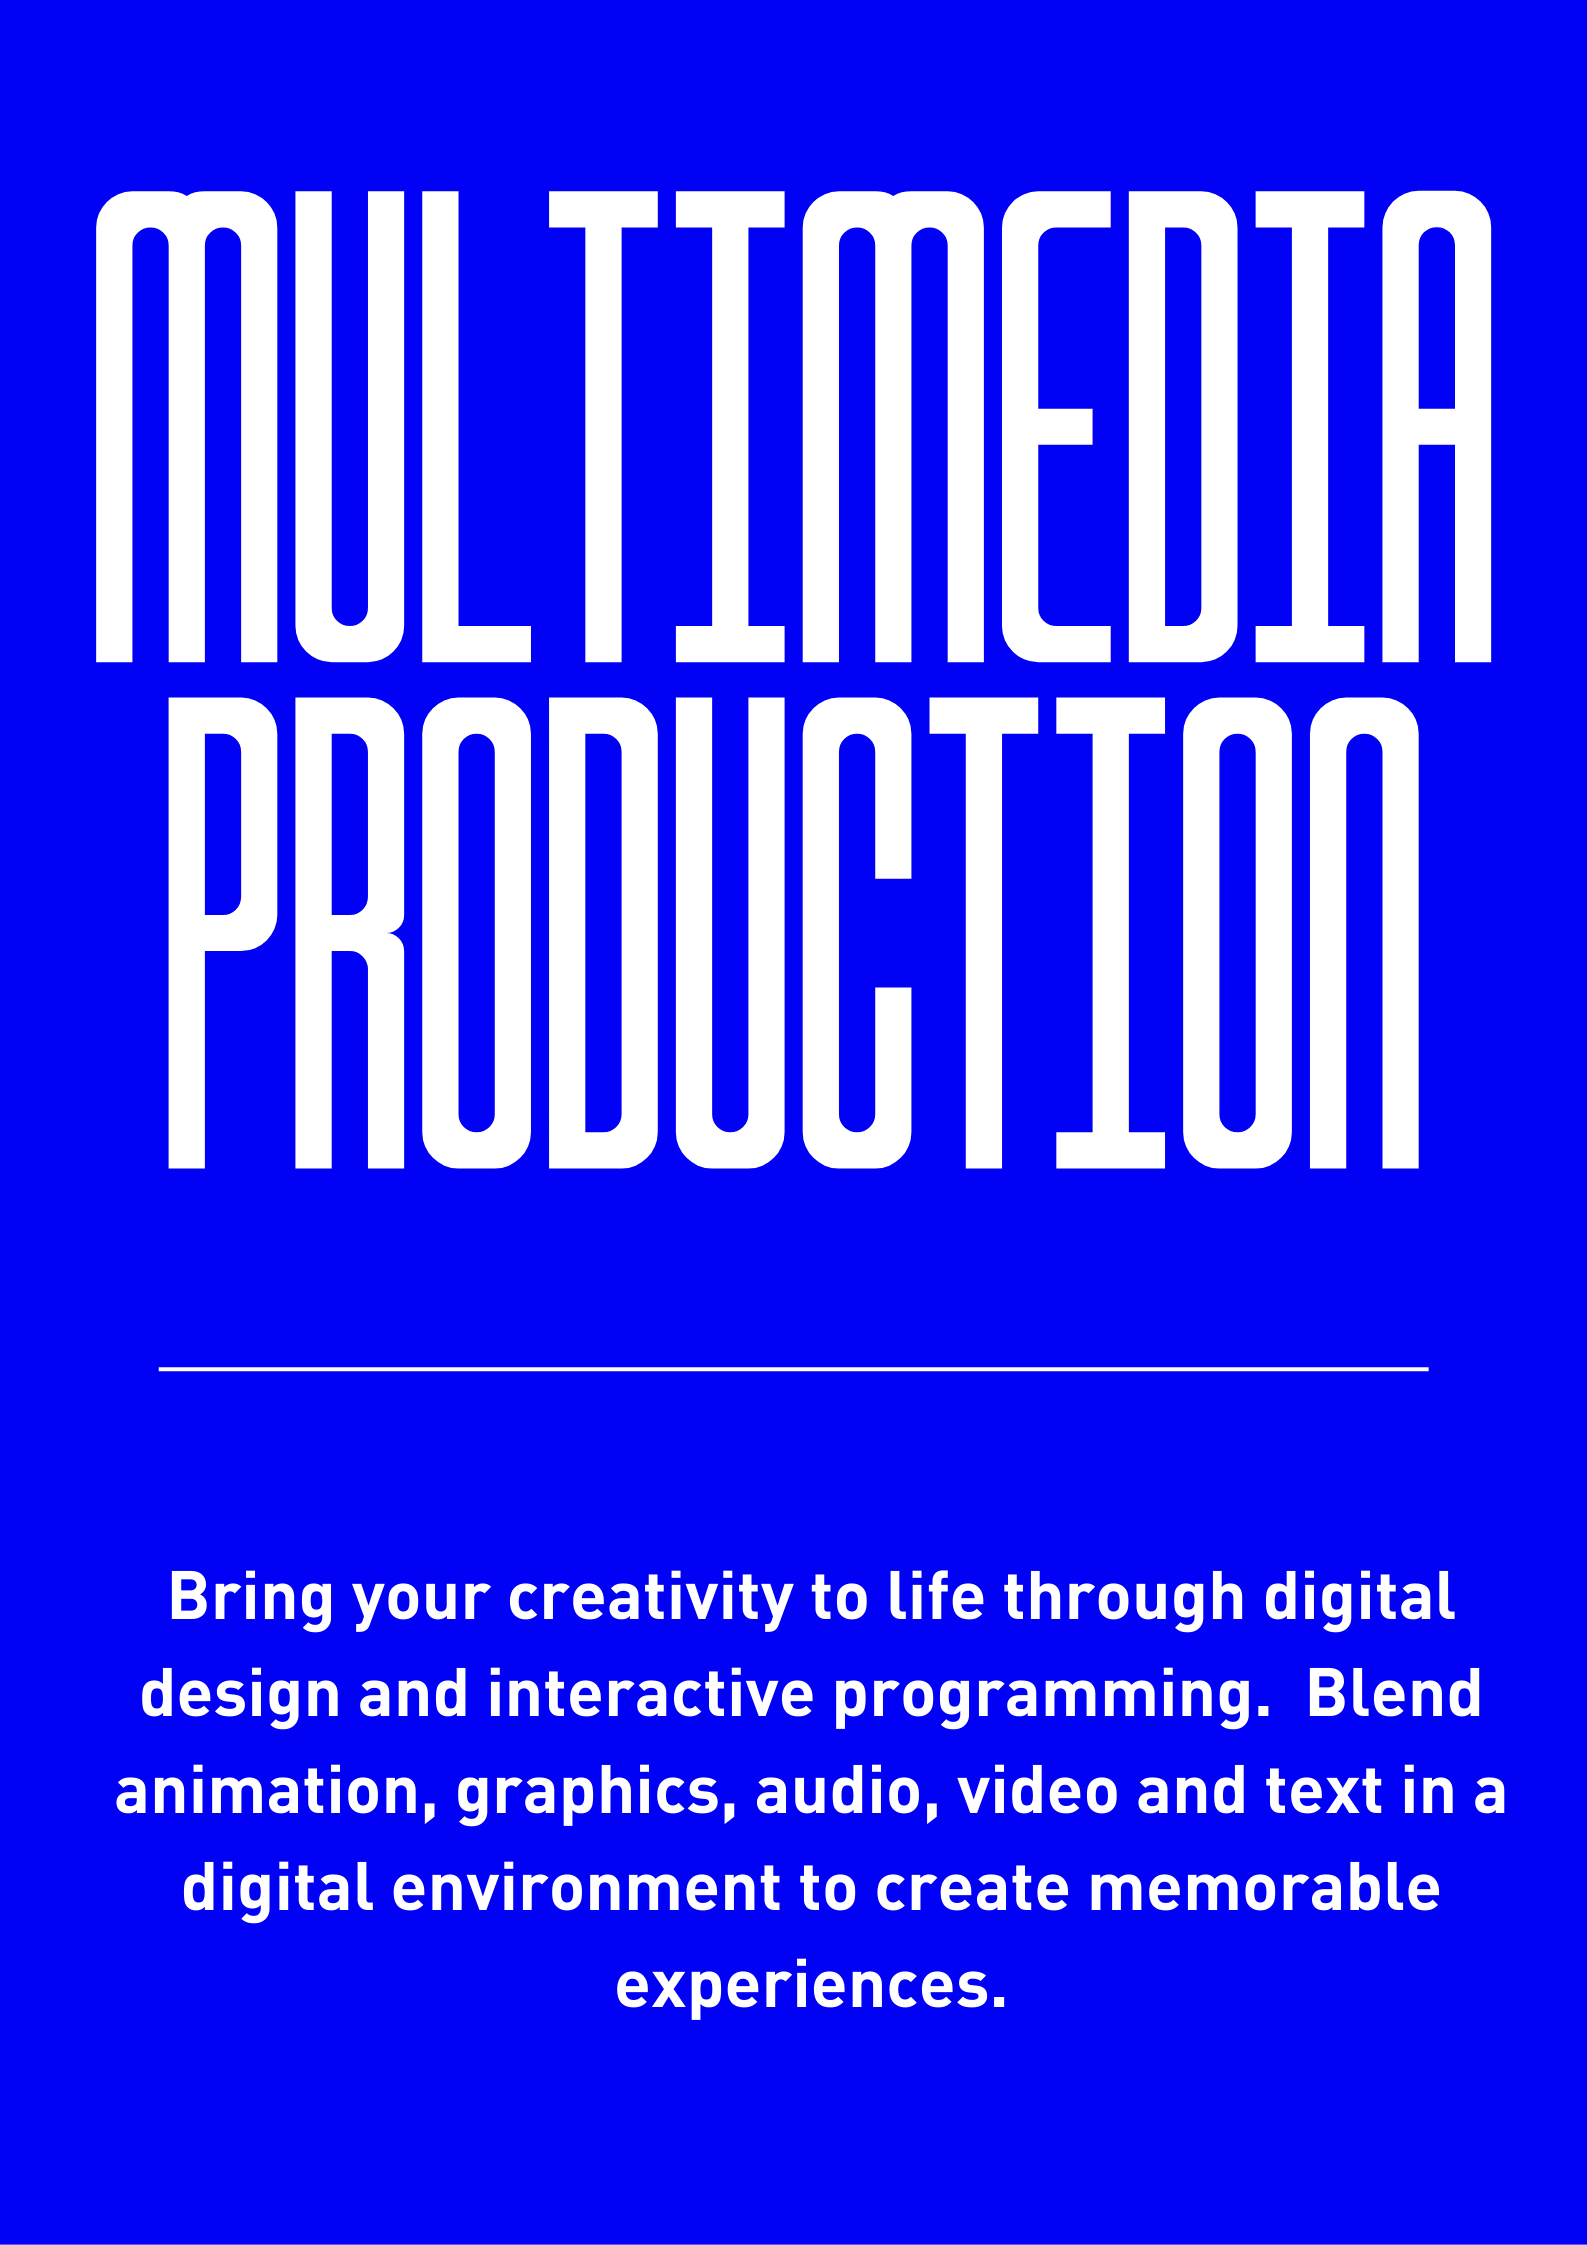 MULTIMEDIA
PRODUCTION
Bring your creativity to life through digital
design and interactive programming.  Blend
animation, graphics, audio, video and text in a
digital environment to create memorable
experiences.